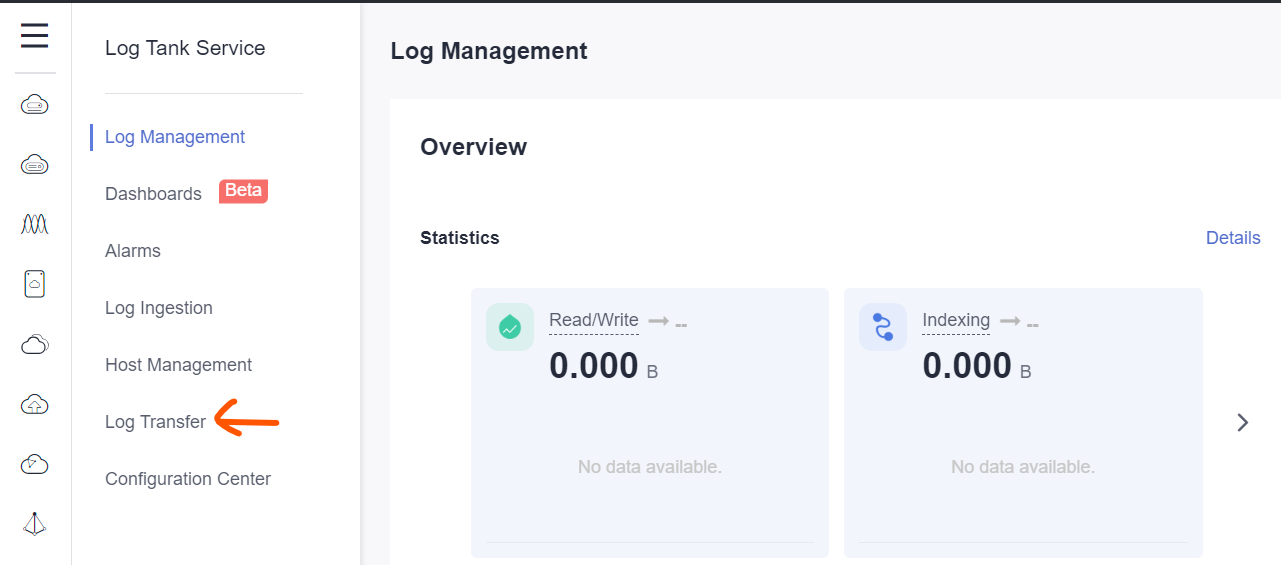 Log Tank Service
Log Management
Dashboards Beta
Alarms
Log Ingestion
Host Management
Log Transfer
Configuration Center
Log Management
Overview
Statistics
Details
Read/Write --
0.000 B
No data available.
Indexing --
0.000 B
No data available.